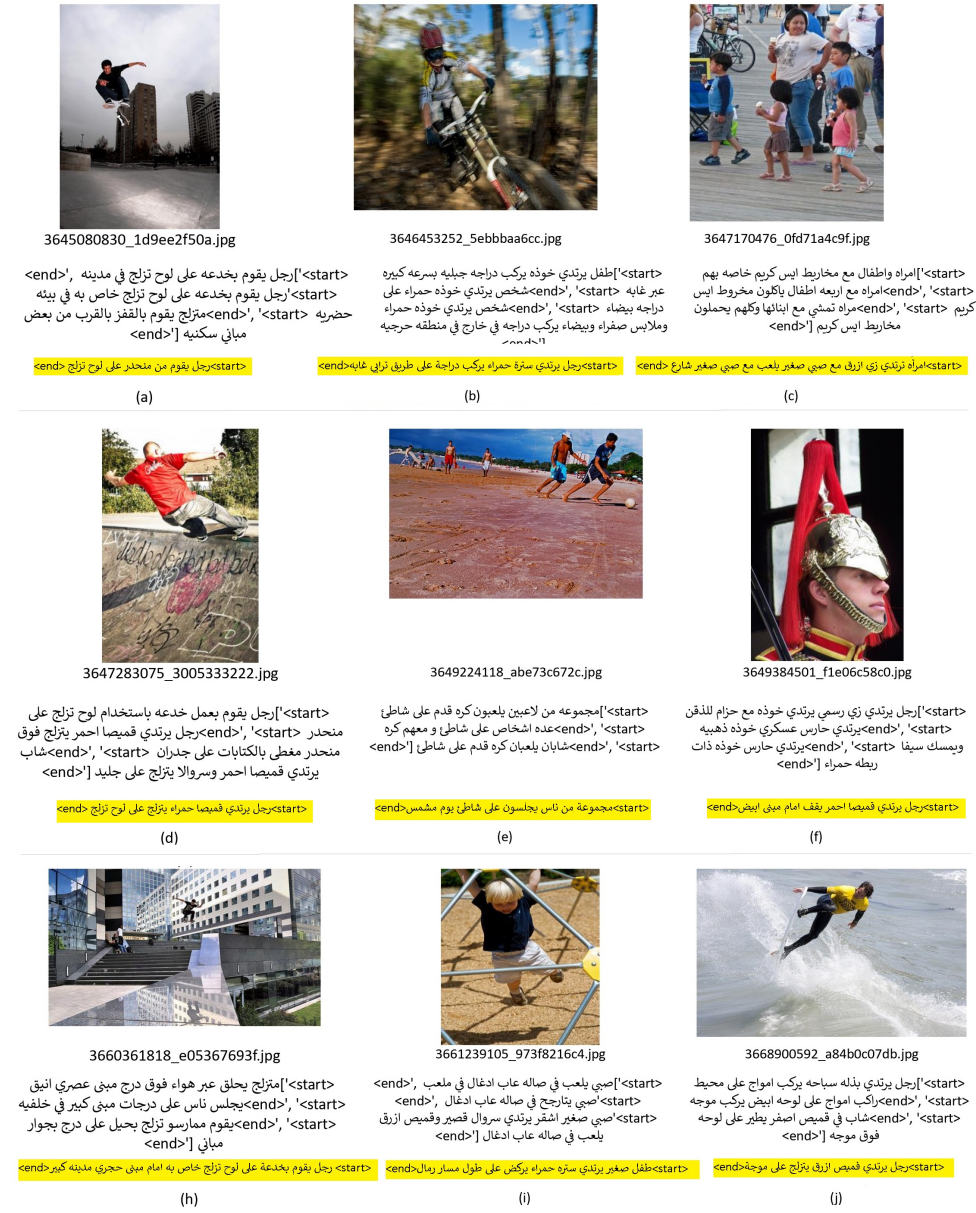 3645080830_1d9ee2f50a.jpg
['<start>رجل يقوم بخدعه على لوح تزلج في مدينه <end>',
'<start>رجل يقوم بخدعه على لوح تزلج خاص به في بيئه
حضريه <end>', '<start>متزلج يقوم بالقفز بالقرب من بعض
مباني سكنيه <end>']
<start>رجل يقوم من منحدر على لوح تزلج <end>
(a)
3646453252_5ebbbaa6cc.jpg
['<start>طفل يرتدي خوذه يركب دراجه جبليه بسرعه كبيره
عبر غابه <end>', '<start>شخص يرتدي خوذه حمراء على
دراجه بيضاء <end>', '<start>شخص يرتدي خوذه حمراء
وملابس صفراء وبيضاء يركب دراجه في خارج في منطقه حرجيه
<end>']
<start>رجل يرتدي سترة حمراء يركب دراجة على طريق ترابي غابه<end>
(b)
3647170476_0fd71a4c9f.jpg
['<start>امراه واطفال مع مخاريط ايس كريم خاصه بهم
<end>', '<start>امراه مع اربعه اطفال ياكلون مخروط ايس
كريم <end>', '<start>مراه تمشي مع ابنائها وكلهم يحملون
مخاريط ايس كريم <end>']
<start>امرأه ترتدي زي ازرق مع صبي صغير يلعب مع صبي صغير شارع <end>
(c)
3647283075_3005333222.jpg
['<start>رجل يقوم بعمل خدعه باستخدام لوح تزلج على
منحدر <end>', '<start>رجل يرتدي قميصا احمر يتزلج فوق
منحدر مغطى بالكتابات على جدران <end>', '<start>شاب
يرتدي قميصا احمر وسروالا يتزلج على جليد <end>']
<start>رجل يرتدي قميصا حمراء يتزلج على لوح تزلج <end>
(d)
3649224118_abe73c672c.jpg
['<start>مجموعه من لاعبين يلعبون كره قدم على شاطئ
<end>', '<start>عده اشخاص على شاطئ و معهم كره
<end>', '<start>شابان يلعبان كره قدم على شاطئ <end>']
<start>مجموعة من ناس يجلسون على شاطئ يوم مشمس<end>
(e)
3649384501_f1e06c58c0.jpg
['<start>رجل يرتدي زي رسمي يرتدي خوذه مع حزام للذقن
<end>', '<start>يرتدي حارس عسكري خوذه ذهبيه
ويمسك سيفا <end>', '<start>يرتدي حارس خوذه ذات
ربطه حمراء <end>']
<start>رجل يرتدي قميصا احمر يقف امام مبنى ابيض<end>
(f)
3660361818_e05367693f.jpg
['<start>متزلج يحلق عبر هواء فوق درج مبنى عصري انيق
<end>', '<start>يجلس ناس على درجات مبنى كبير في خلفيه
<end>', '<start>يقوم ممارسو تزلج بحيل على درج بجوار
مباني <end>']
<start> رجل يقوم بخدعة على لوح تزلج خاص به امام مبنى حجري مدينه كبير<end>
(h)
3661239105_973f8216c4.jpg
['<start>صبي يلعب في صاله عاب ادغال في ملعب <end>',
'<start>صبي يتارجح في صاله عاب ادغال <end>',
'<start>صبي صغير اشقر يرتدي سروال قصير وقميص ازرق
يلعب في صاله عاب ادغال <end>']
<start>طفل صغير يرتدي ستره حمراء يركض على طول مسار رمال<end>
(i)
3668900592_a84b0c07db.jpg
['<start>رجل يرتدي بذله سباحه يركب امواج على محيط
<end>', '<start>راكب امواج على لوحه ابيض يركب موجه
<end>', '<start>شاب في قميص اصفر يطير على لوحه
فوق موجه <end>']
<start>رجل يرتدي قميص ازرق يتزلج على موجة<end>
(j)